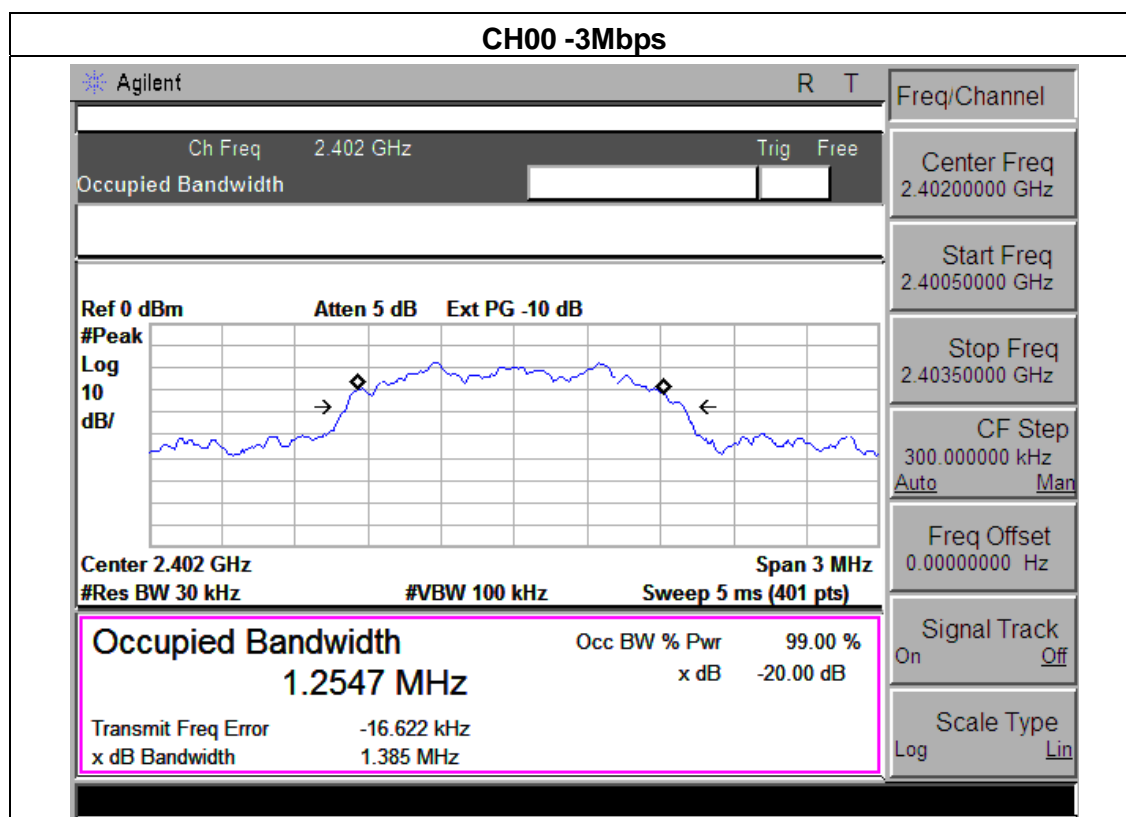 CH00 -3Mbps
Agilent R T
Ch Freq 2.402 GHz Trig Free
Occupied Bandwidth
Ref 0 dBm Atten 5 dB Ext PG -10 dB
#Peak
Log
10
dB/
Center 2.402 GHz Span 3 MHz
#Res BW 30 kHz #VBW 100 kHz Sweep 5 ms (401 pts)
Occupied Bandwidth Occ BW % Pwr 99.00 %
1.2547 MHz x dB -20.00 dB
Transmit Freq Error -16.622 kHz
x dB Bandwidth 1.385 MHz
Freq/Channel
Center Freq
2.40200000 GHz
Start Freq
2.40050000 GHz
Stop Freq
2.40350000 GHz
CF Step
300.000000 kHz
Auto Man
Freq Offset
0.00000000 Hz
Signal Track
On Off
Scale Type
Log Lin